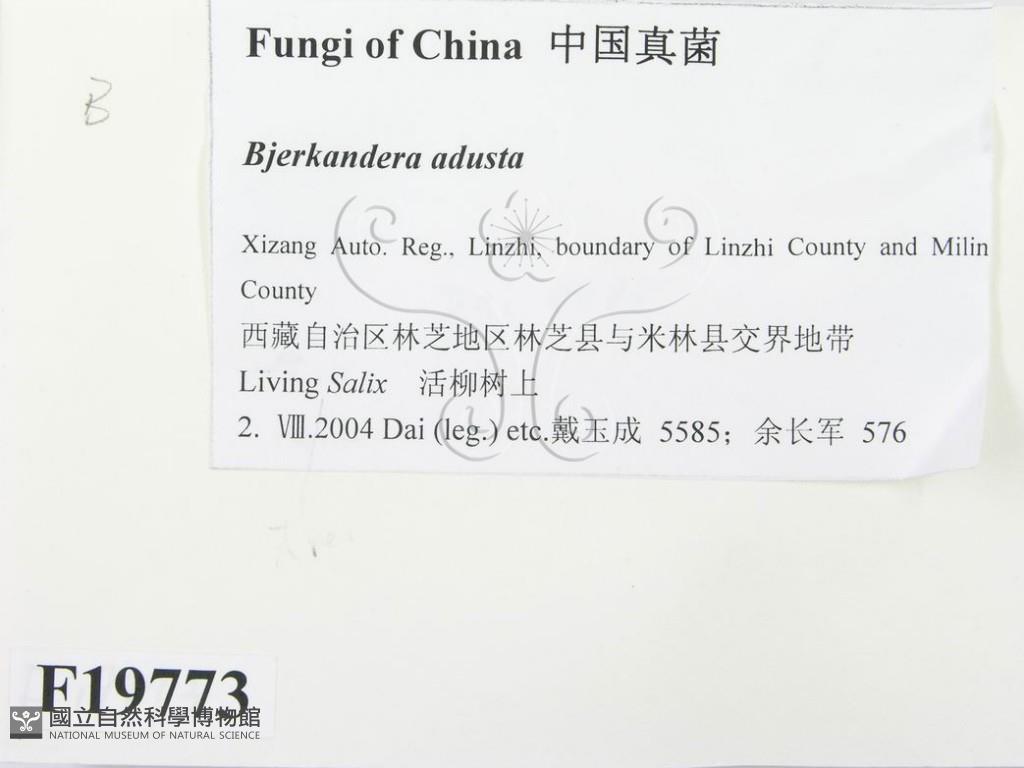 Fungi of China 中国真菌
B
Bjerkandera adusta
Xizang Auto. Reg., Linzhi, boundary of Linzhi County and Milin
County
西藏自治区林芝地区林芝县与米林县交界地带
Living Salix 活柳树上
2. Ⅷ.2004 Dai (leg.) etc.戴玉成 5585；余长军 576
F19773
國立自然科學博物館
NATIONAL MUSEUM OF NATURAL SCIENCE